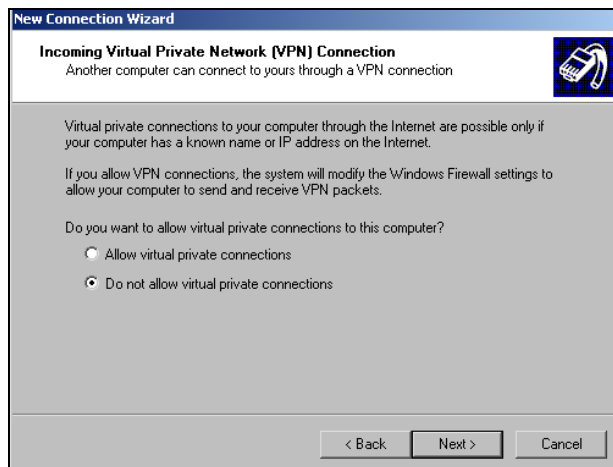 New Connection Wizard
Incoming Virtual Private Network (VPN) Connection
Another computer can connect to yours through a VPN connection
Virtual private connections to your computer through the Internet are possible only if
your computer has a known name or IP address on the Internet.
If you allow VPN connections, the system will modify the Windows Firewall settings to
allow your computer to send and receive VPN packets.
Do you want to allow virtual private connections to this computer?
Allow virtual private connections
Do not allow virtual private connections
< Back Next > Cancel